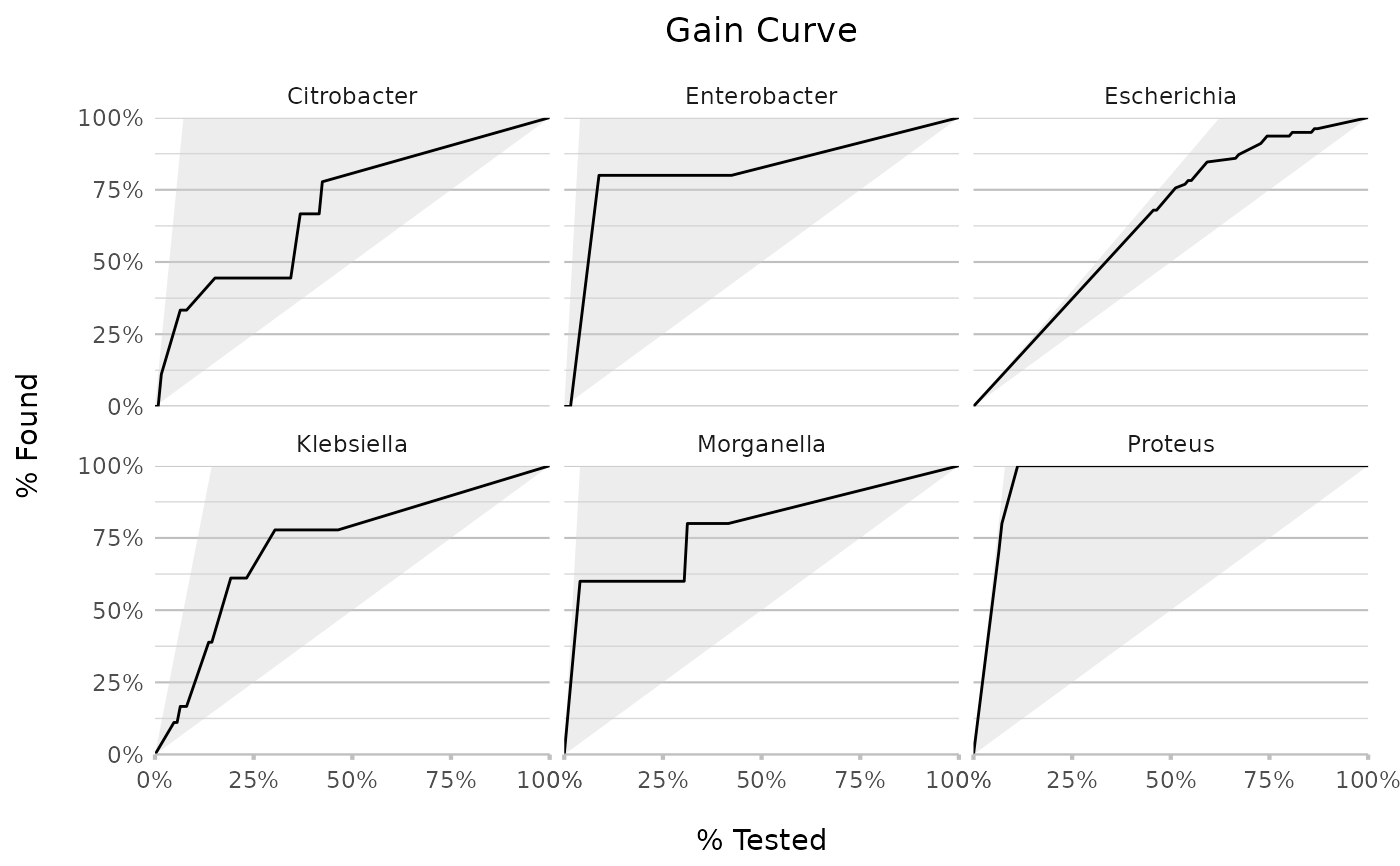 Gain Curve
Citrobacter Enterobacter Escherichia
100%
75%
50%
25%
0%
% Found
Klebsiella Morganella Proteus
100%
75%
50%
25%
0%
0% 25% 50% 75% 100% 0% 25% 50% 75% 100% 0% 25% 50% 75% 100%
% Tested